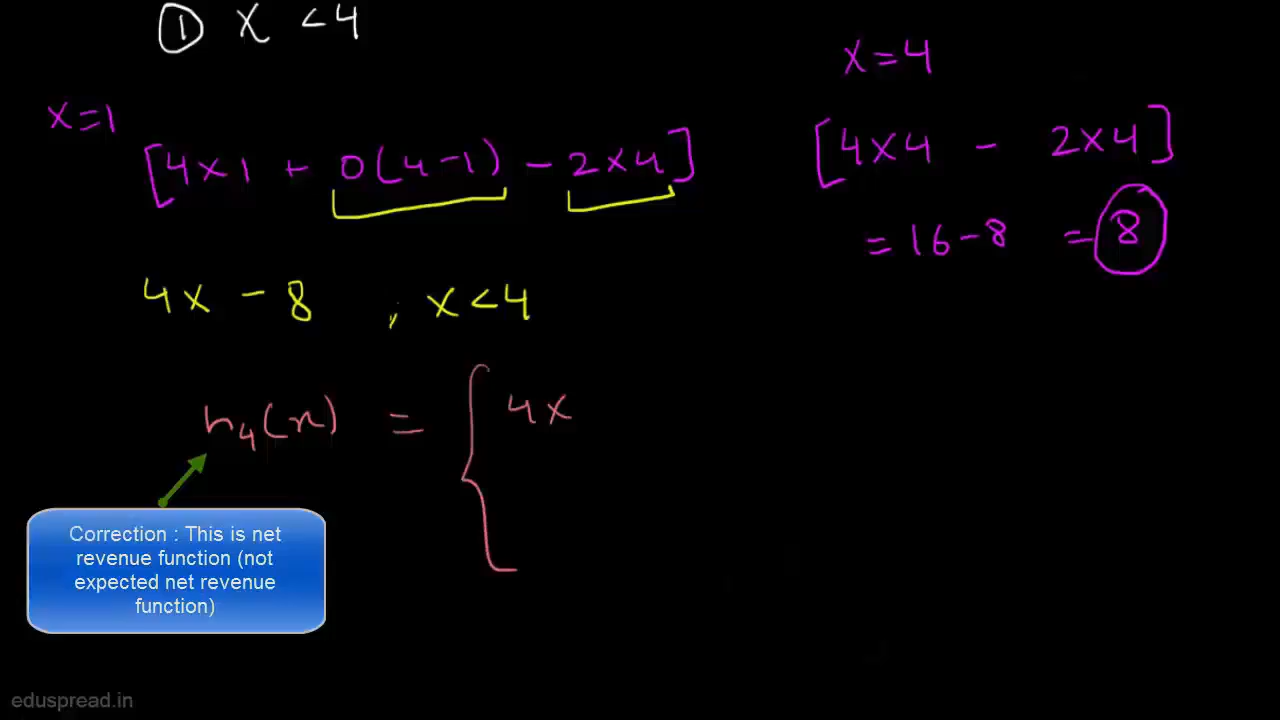 ① x < 4
x = 1
[4 x 1 + 0(4-1) - 2 x 4]
4x - 8 , x < 4
x = 4
[4 x 4 - 2 x 4]
= 16 - 8 = 8
h₄(x) = { 4x
Correction : This is net
revenue function (not
expected net revenue
function)
eduspread.in